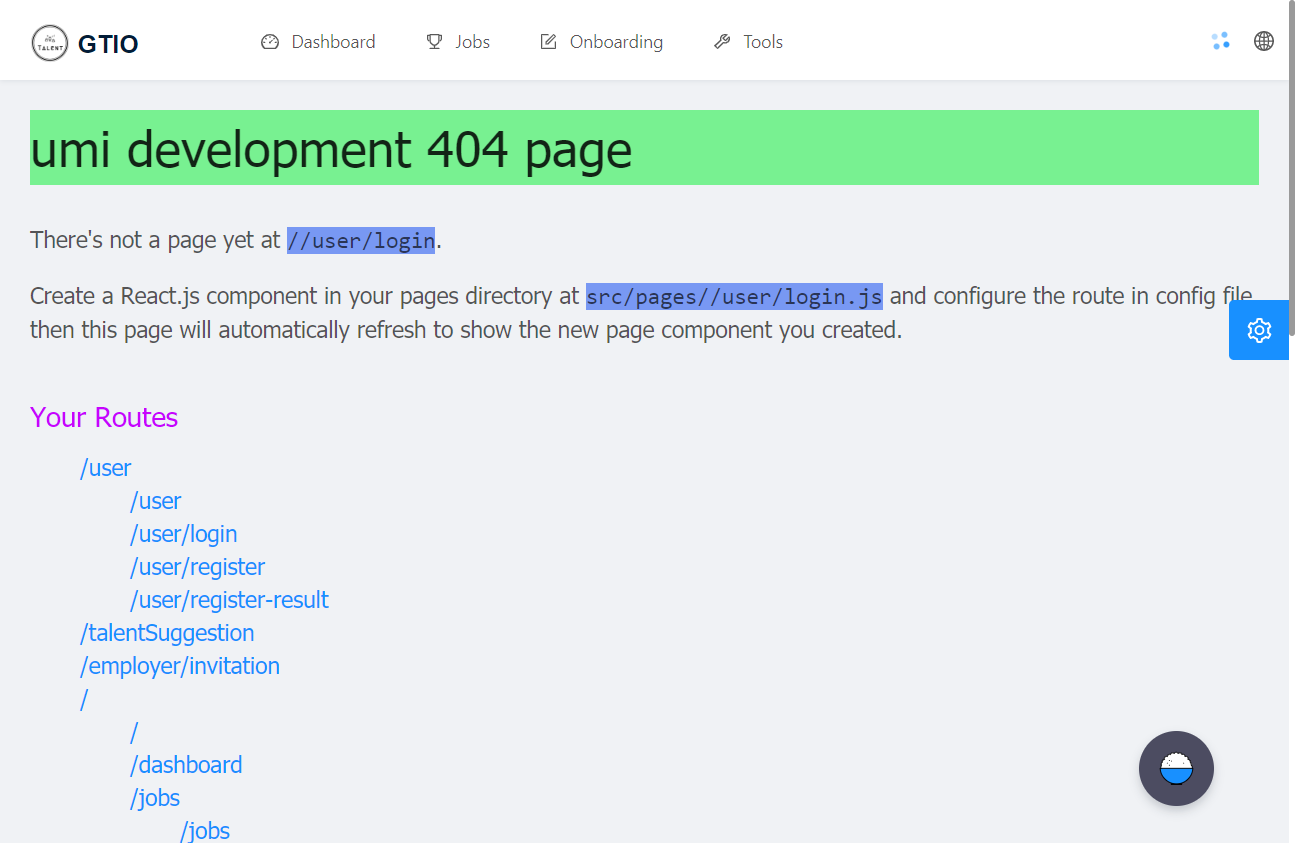 TALENT GTIO Dashboard Jobs Onboarding Tools
umi development 404 page
There's not a page yet at //user/login.
Create a React.js component in your pages directory at src/pages//user/login.js and configure the route in config file,
then this page will automatically refresh to show the new page component you created.
Your Routes
/user
/user
/user/login
/user/register
/user/register-result
/talentSuggestion
/employer/invitation
/
/
/dashboard
/jobs
/jobs